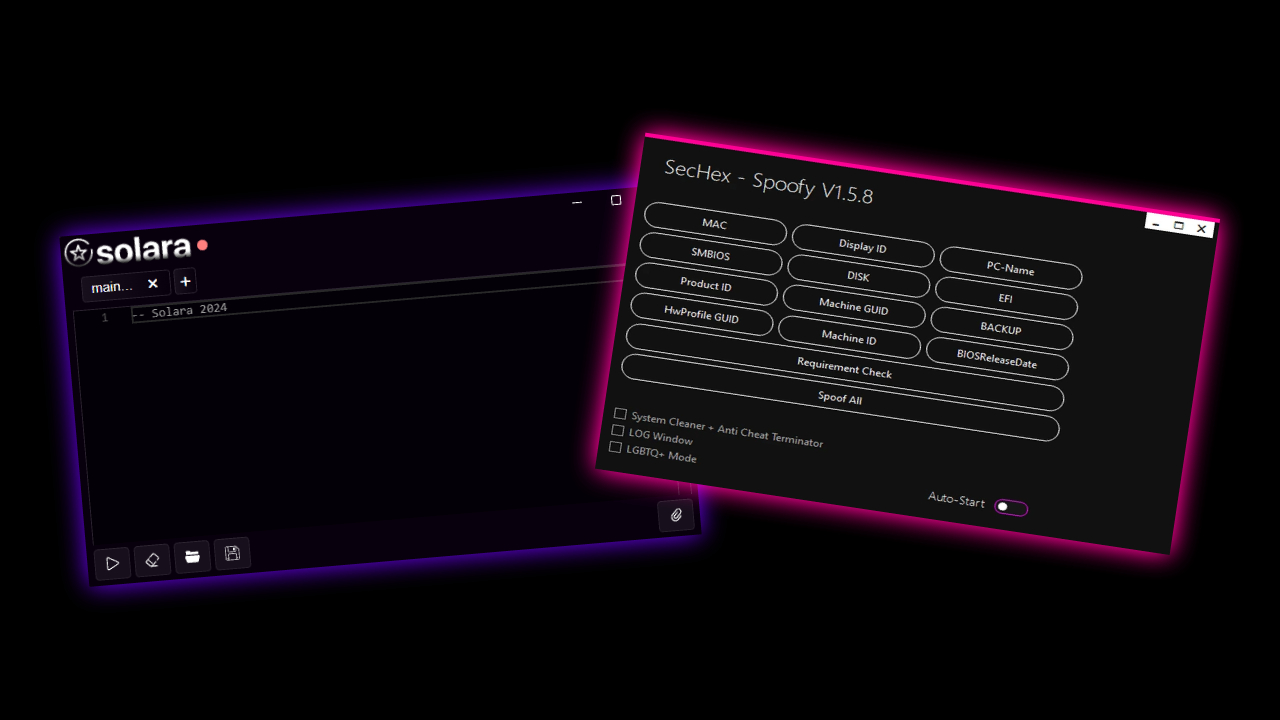 solara
main...
1 -- Solara 2024
SecHex - Spoofy V1.5.8
MAC
Display ID
PC-Name
SMBIOS
DISK
EFI
Product ID
Machine GUID
BACKUP
HwProfile GUID
Machine ID
BIOSReleaseDate
Requirement Check
Spoof All
System Cleaner + Anti Cheat Terminator
LOG Window
LGBTQ+ Mode
Auto-Start